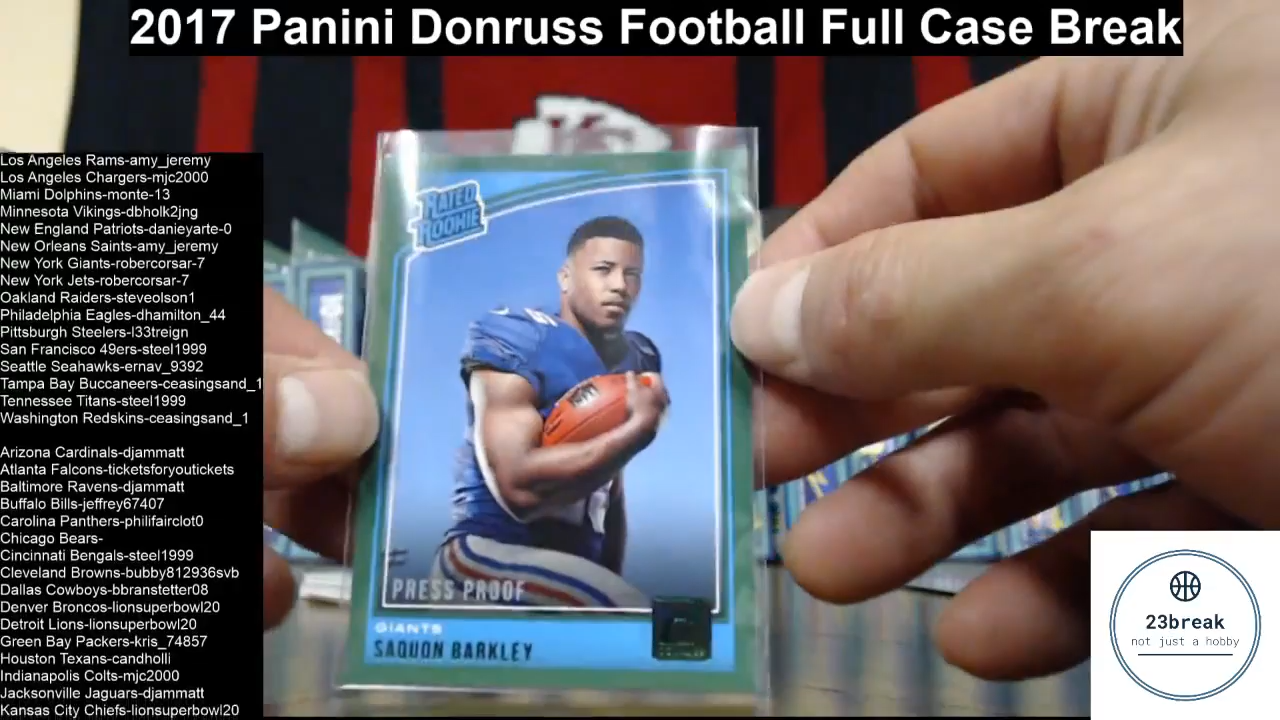 2017 Panini Donruss Football Full Case Break
Los Angeles Rams-amy_jeremy
Los Angeles Chargers-mjc2000
Miami Dolphins-monte-13
Minnesota Vikings-dbholk2jng
New England Patriots-danieyarte-0
New Orleans Saints-amy_jeremy
New York Giants-robercorsar-7
New York Jets-robercorsar-7
Oakland Raiders-steveolson1
Philadelphia Eagles-dhamilton_44
Pittsburgh Steelers-l33treign
San Francisco 49ers-steel1999
Seattle Seahawks-ernav_9392
Tampa Bay Buccaneers-ceasingsand_1
Tennessee Titans-steel1999
Washington Redskins-ceasingsand_1
Arizona Cardinals-djammatt
Atlanta Falcons-ticketsforyoutickets
Baltimore Ravens-djammatt
Buffalo Bills-jeffrey67407
Carolina Panthers-philifairclot0
Chicago Bears-
Cincinnati Bengals-steel1999
Cleveland Browns-bubby812936svb
Dallas Cowboys-bbranstetter08
Denver Broncos-lionsuperbowl20
Detroit Lions-lionsuperbowl20
Green Bay Packers-kris_74857
Houston Texans-candholli
Indianapolis Colts-mjc2000
Jacksonville Jaguars-djammatt
Kansas City Chiefs-lionsuperbowl20
RATED
ROOKIE
PRESS PROOF
GIANTS
SAQUON BARKLEY
23break
not just a hobby